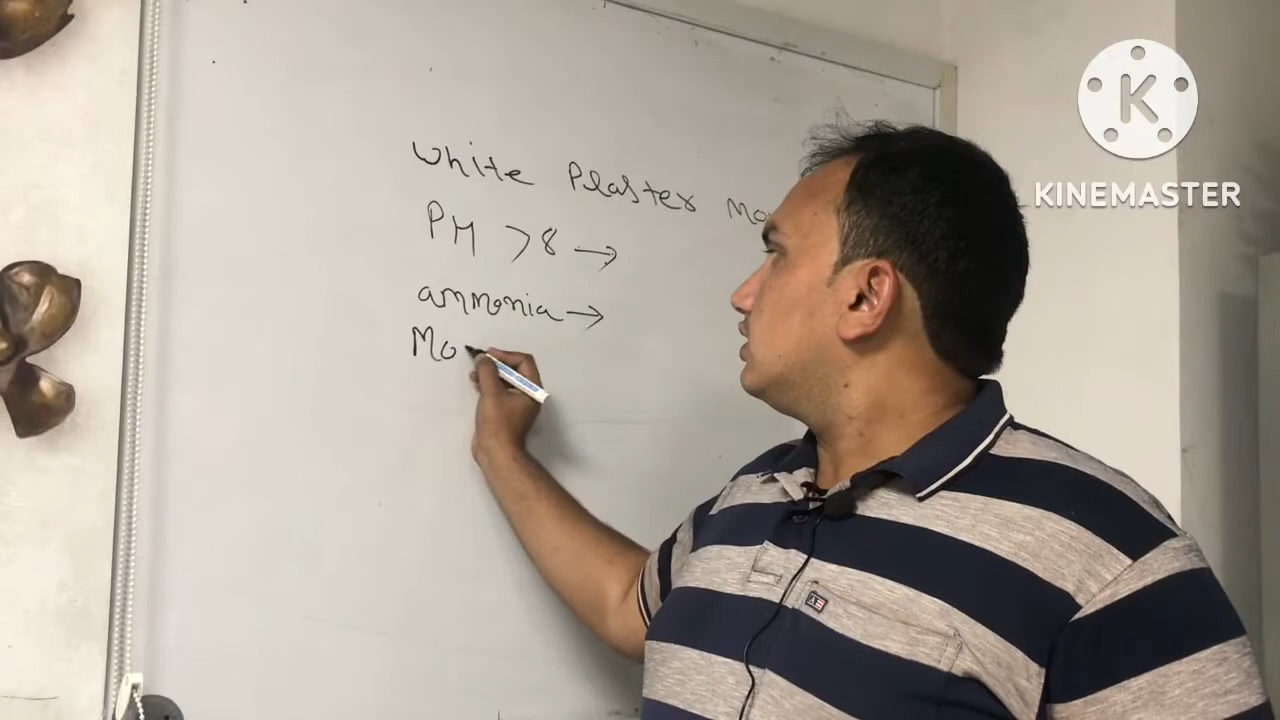 White Plaster Mo
PH >8 →
ammonia →
Mo
K
KINEMASTER